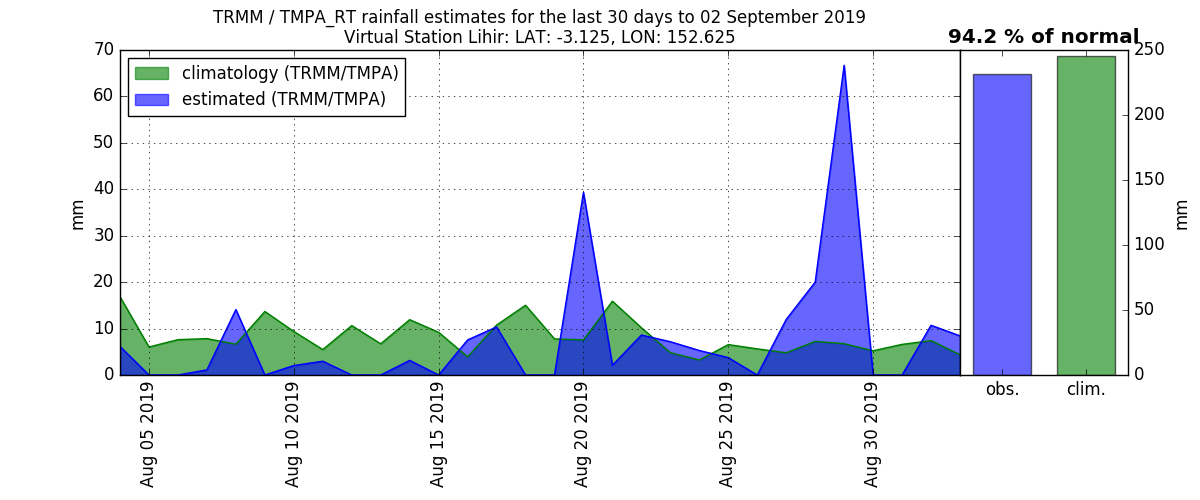 TRMM / TMPA_RT rainfall estimates for the last 30 days to 02 September 2019
Virtual Station Lihir: LAT: -3.125, LON: 152.625
94.2 % of normal
climatology (TRMM/TMPA)
estimated (TRMM/TMPA)
70
60
50
40
30
20
10
0
mm
Aug 05 2019
Aug 10 2019
Aug 15 2019
Aug 20 2019
Aug 25 2019
Aug 30 2019
250
200
150
100
50
0
mm
obs.
clim.